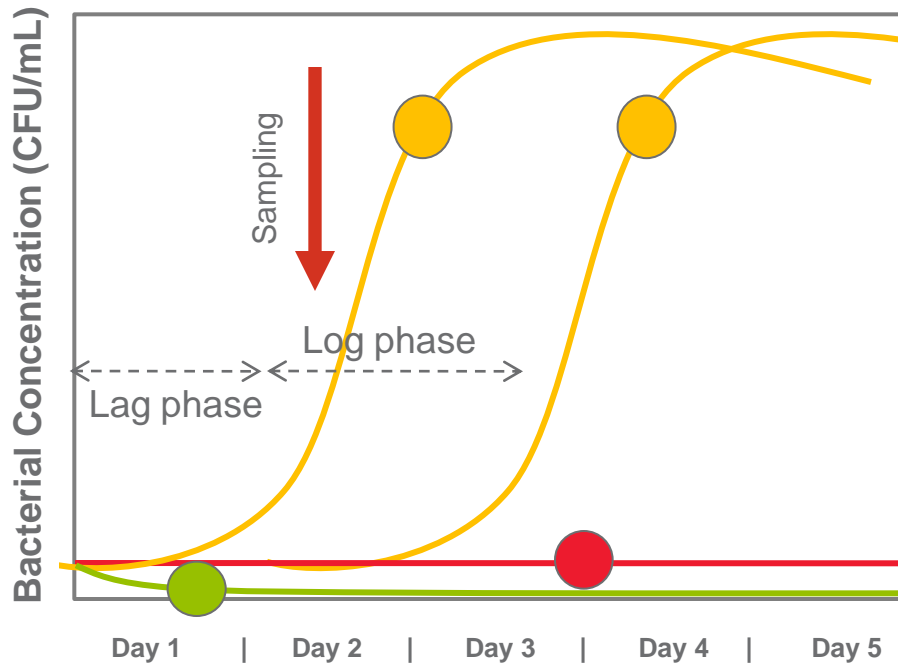 Bacterial Concentration (CFU/mL)
Sampling
Log phase
Lag phase
Day 1 | Day 2 | Day 3 | Day 4 | Day 5